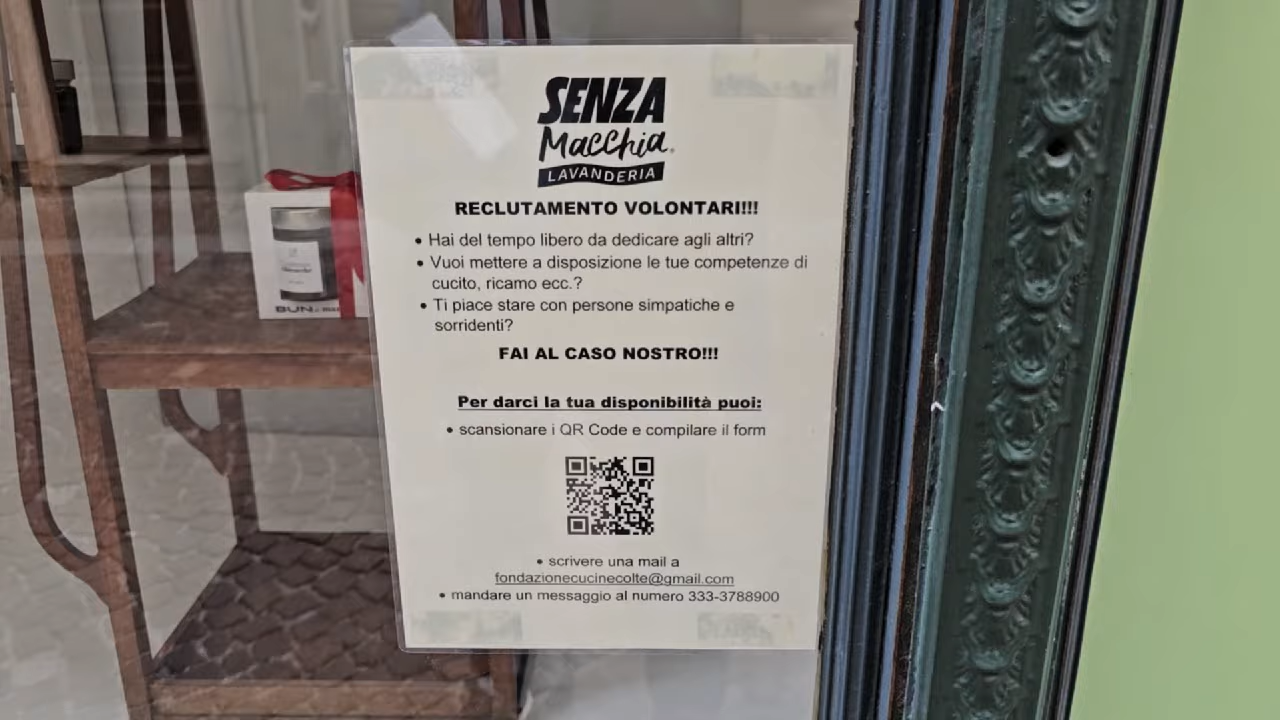 SENZA
Macchia
LAVANDERIA
RECLUTAMENTO VOLONTARI!!!
• Hai del tempo libero da dedicare agli altri?
• Vuoi mettere a disposizione le tue competenze di
cucito, ricamo ecc.?
• Ti piace stare con persone simpatiche e
sorridenti?
FAI AL CASO NOSTRO!!!
Per darci la tua disponibilità puoi:
• scansionare i QR Code e compilare il form
• scrivere una mail a
fondazionecucinecolte@gmail.com
• mandare un messaggio al numero 333-3788900
BUN